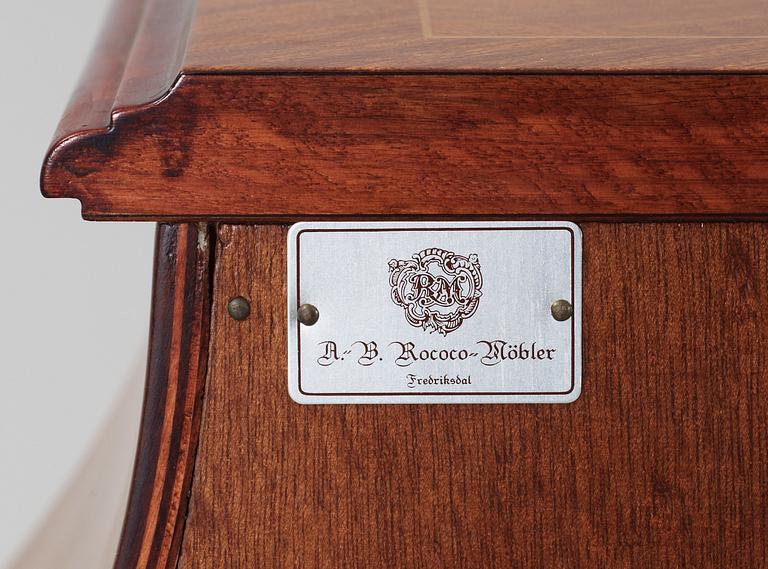 RM
A.-B. Rococo-Möbler
Fredriksdal